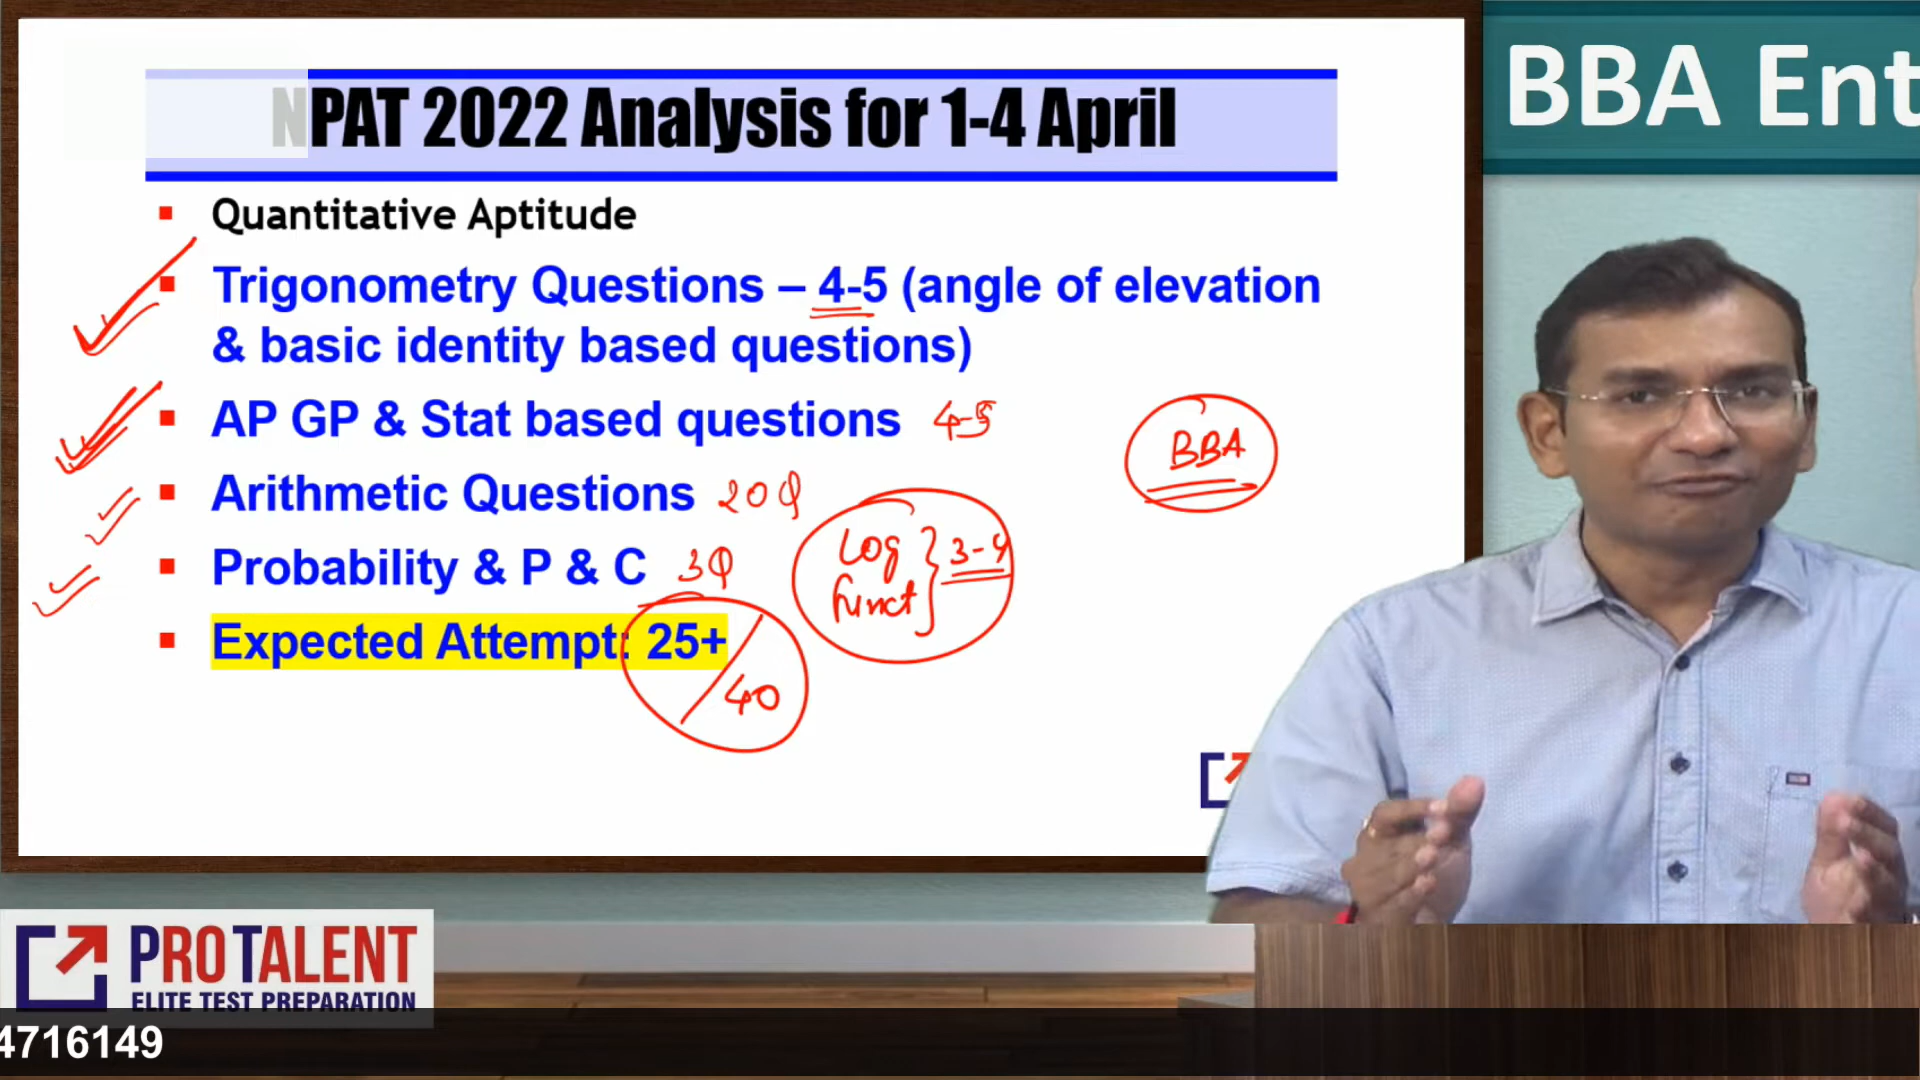 NPAT 2022 Analysis for 1-4 April
BBA Ent
Quantitative Aptitude
Trigonometry Questions – 4-5 (angle of elevation
& basic identity based questions)
AP GP & Stat based questions 4-5
BBA
Arithmetic Questions 20Q
Log
funct } 3-4
Probability & P & C 3Q
Expected Attempt: 25+
/40
PROTALENT
ELITE TEST PREPARATION
4716149